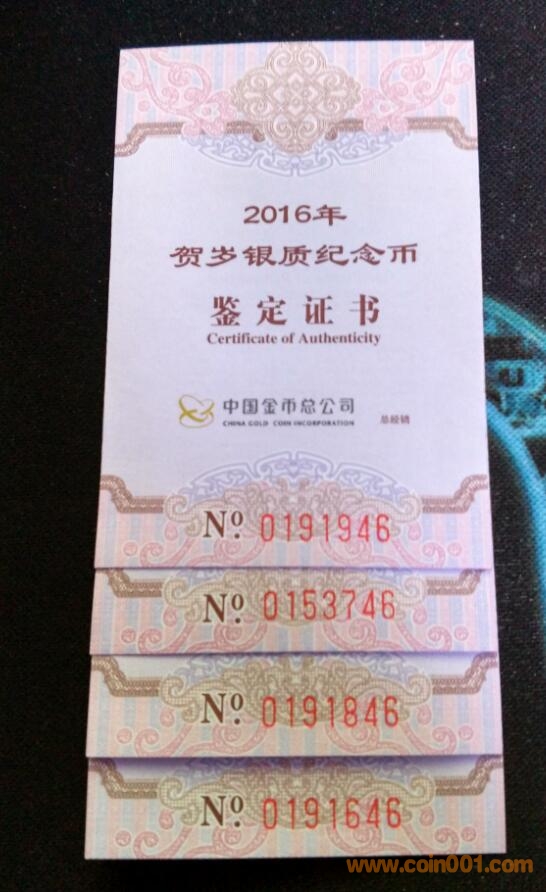 2016年
贺岁银质纪念币
鉴定证书
Certificate of Authenticity
中国金币总公司 总经销
CHINA GOLD COIN INCORPORATION
No. 0191946
No. 0153746
No. 0191846
No. 0191646
www.coin001.com